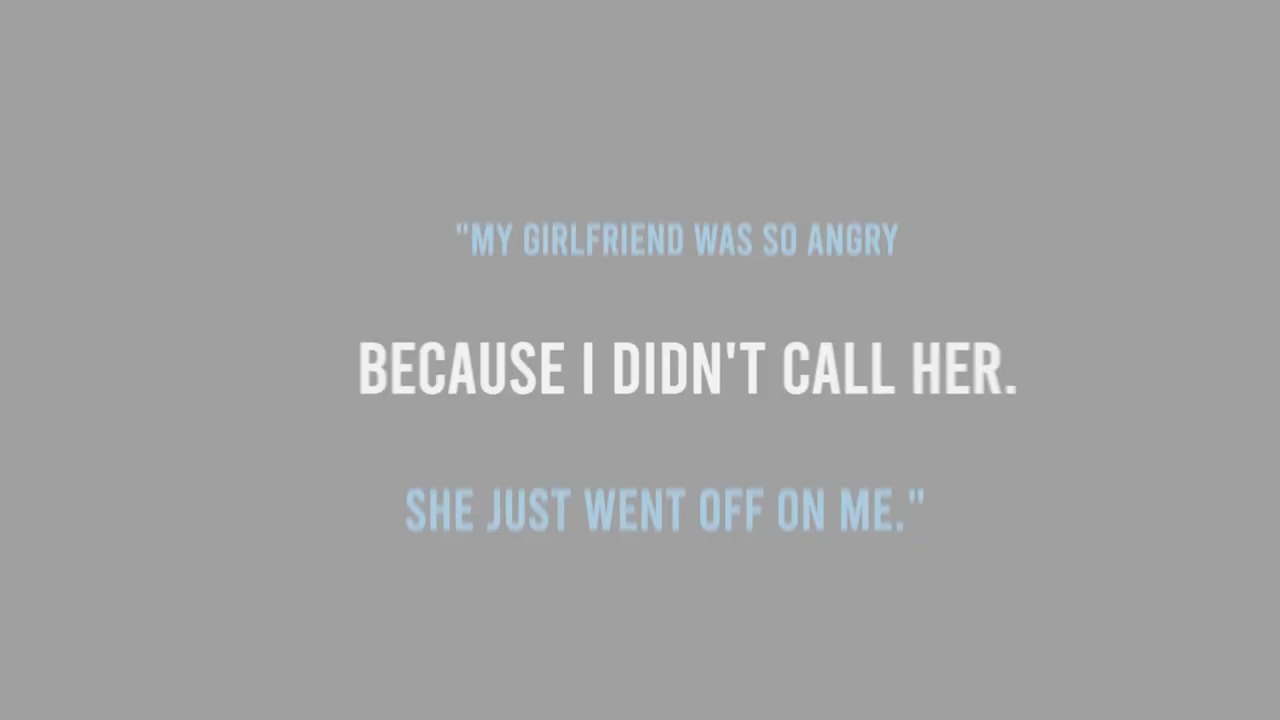 "MY GIRLFRIEND WAS SO ANGRY
BECAUSE I DIDN'T CALL HER.
SHE JUST WENT OFF ON ME."